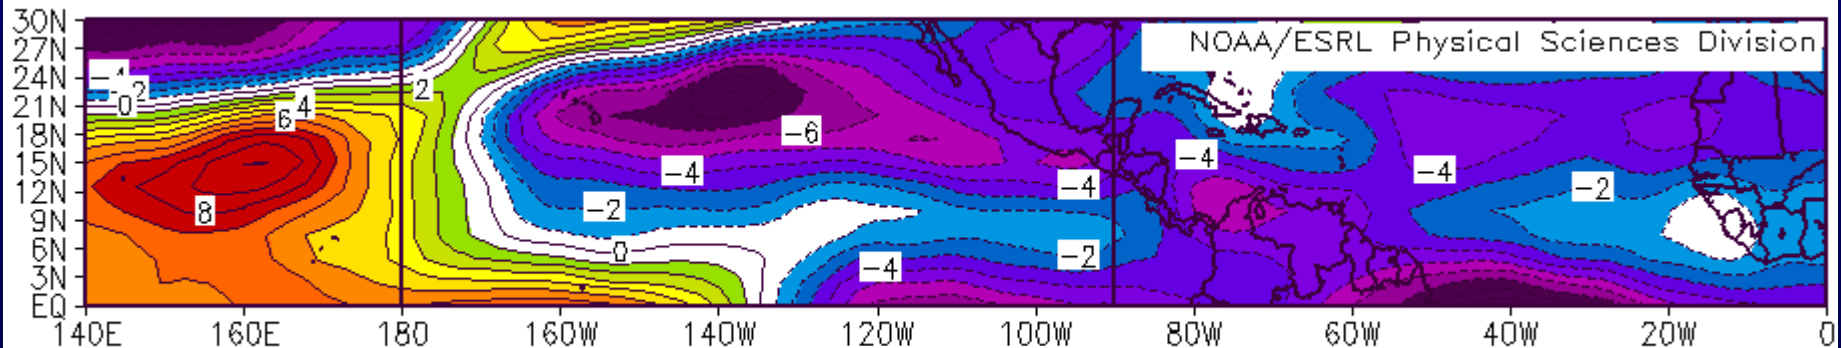 30N
NOAA/ESRL Physical Sciences Division
27N
24N
-4
-2
2
21N
0
4
6
18N
-6
-4
15N
-4
-4
12N
-4
-2
-2
9N
8
6N
0
-2
3N
-4
EQ
140E 160E 180 160W 140W 120W 100W 80W 60W 40W 20W 0